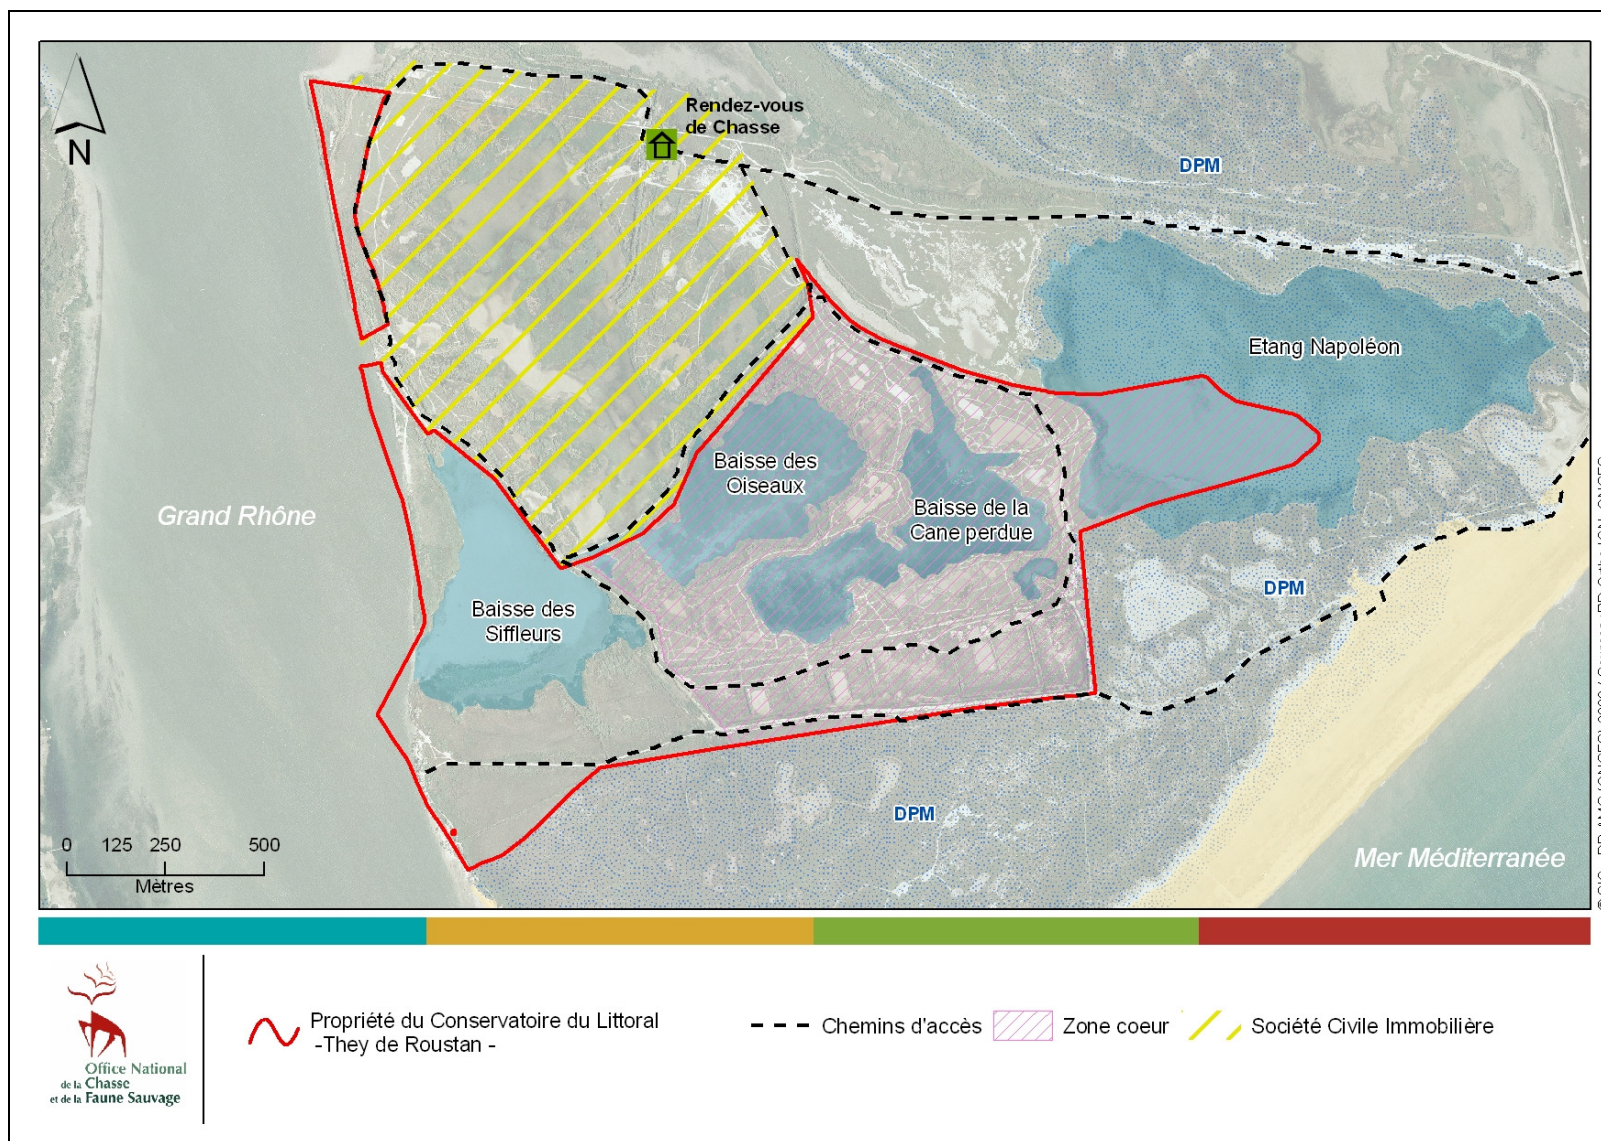 N
Rendez-vous
de Chasse
DPM
Etang Napoléon
Grand Rhône
Baisse des
Oiseaux
Baisse de la
Cane perdue
Baisse des
Siffleurs
DPM
DPM
Mer Méditerranée
0 125 250 500
Mètres
Office National
de la Chasse
et de la Faune Sauvage
Propriété du Conservatoire du Littoral
-They de Roustan -
Chemins d'accès
Zone coeur
Société Civile Immobilière